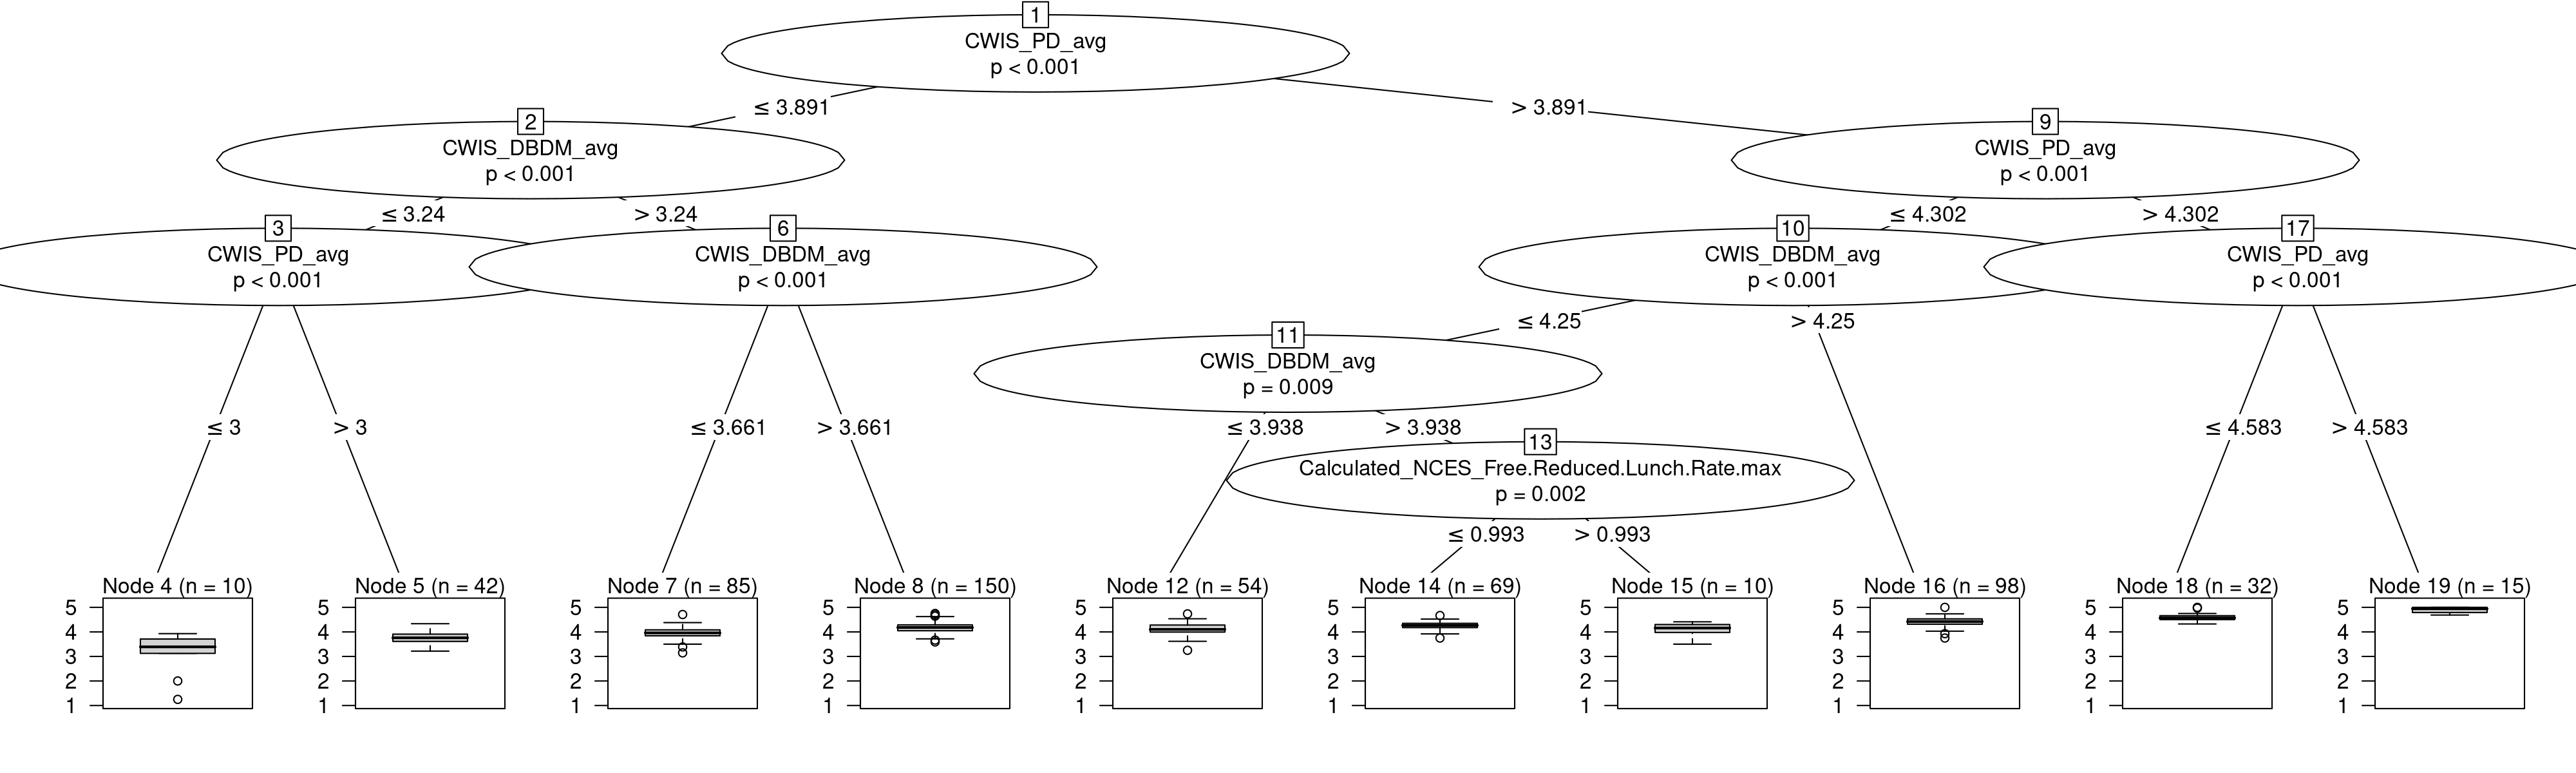 1
CWIS_PD_avg
p < 0.001
≤ 3.891
> 3.891
2
CWIS_DBDM_avg
p < 0.001
9
CWIS_PD_avg
p < 0.001
≤ 3.24
> 3.24
≤ 4.302
> 4.302
3
CWIS_PD_avg
p < 0.001
6
CWIS_DBDM_avg
p < 0.001
10
CWIS_DBDM_avg
p < 0.001
17
CWIS_PD_avg
p < 0.001
≤ 4.25
> 4.25
11
CWIS_DBDM_avg
p = 0.009
≤ 3
> 3
≤ 3.661
> 3.661
≤ 3.938
> 3.938
≤ 4.583
> 4.583
13
Calculated_NCES_Free.Reduced.Lunch.Rate.max
p = 0.002
≤ 0.993
> 0.993
Node 4 (n = 10)
5
4
3
2
1
Node 5 (n = 42)
5
4
3
2
1
Node 7 (n = 85)
5
4
3
2
1
Node 8 (n = 150)
5
4
3
2
1
Node 12 (n = 54)
5
4
3
2
1
Node 14 (n = 69)
5
4
3
2
1
Node 15 (n = 10)
5
4
3
2
1
Node 16 (n = 98)
5
4
3
2
1
Node 18 (n = 32)
5
4
3
2
1
Node 19 (n = 15)
5
4
3
2
1